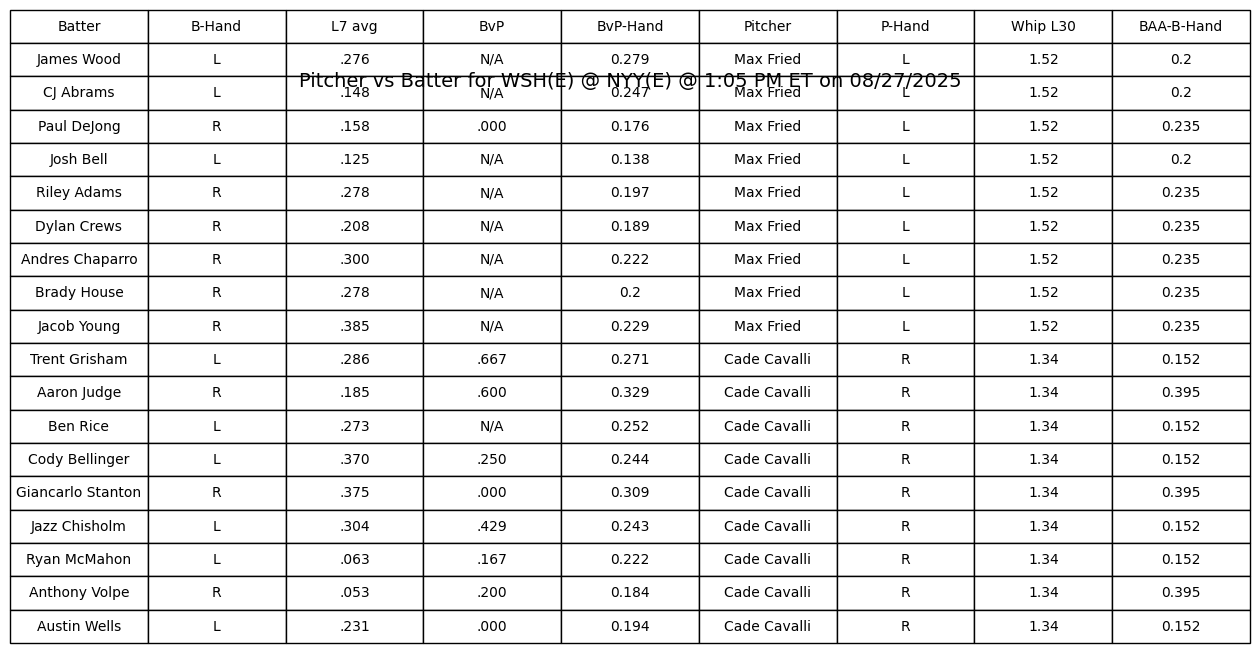 Batter B-Hand L7 avg BvP BvP-Hand Pitcher P-Hand Whip L30 BAA-B-Hand
James Wood L .276 N/A 0.279 Max Fried L 1.52 0.2
Pitcher vs Batter for WSH(E) @ NYY(E) @ 1:05 PM ET on 08/27/2025
CJ Abrams L .148 N/A 0.247 Max Fried L 1.52 0.2
Paul DeJong R .158 .000 0.176 Max Fried L 1.52 0.235
Josh Bell L .125 N/A 0.138 Max Fried L 1.52 0.2
Riley Adams R .278 N/A 0.197 Max Fried L 1.52 0.235
Dylan Crews R .208 N/A 0.189 Max Fried L 1.52 0.235
Andres Chaparro R .300 N/A 0.222 Max Fried L 1.52 0.235
Brady House R .278 N/A 0.2 Max Fried L 1.52 0.235
Jacob Young R .385 N/A 0.229 Max Fried L 1.52 0.235
Trent Grisham L .286 .667 0.271 Cade Cavalli R 1.34 0.152
Aaron Judge R .185 .600 0.329 Cade Cavalli R 1.34 0.395
Ben Rice L .273 N/A 0.252 Cade Cavalli R 1.34 0.152
Cody Bellinger L .370 .250 0.244 Cade Cavalli R 1.34 0.152
Giancarlo Stanton R .375 .000 0.309 Cade Cavalli R 1.34 0.395
Jazz Chisholm L .304 .429 0.243 Cade Cavalli R 1.34 0.152
Ryan McMahon L .063 .167 0.222 Cade Cavalli R 1.34 0.152
Anthony Volpe R .053 .200 0.184 Cade Cavalli R 1.34 0.395
Austin Wells L .231 .000 0.194 Cade Cavalli R 1.34 0.152